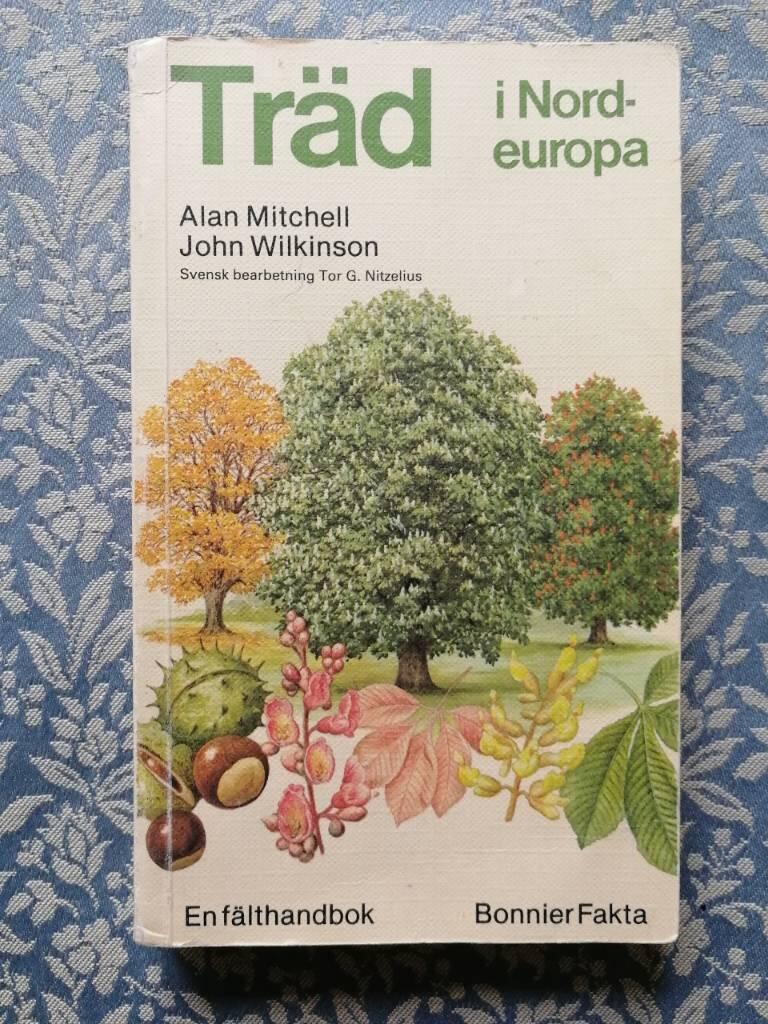 Träd
i Nord-
europa
Alan Mitchell
John Wilkinson
Svensk bearbetning Tor G. Nitzelius
En fälthandbok
Bonnier Fakta